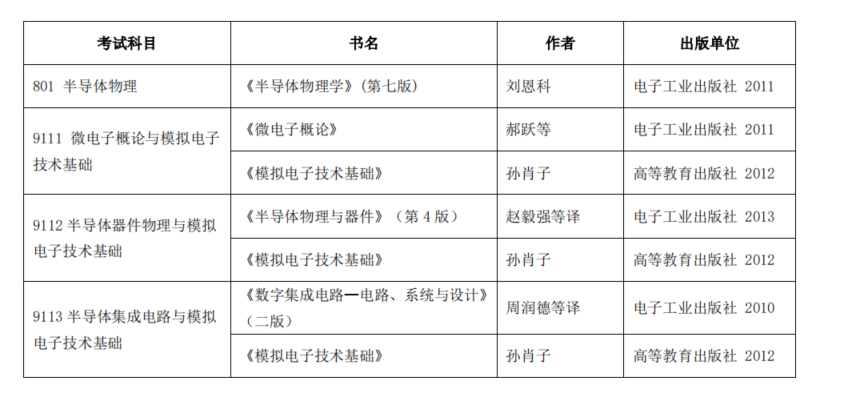 考试科目 书名 作者 出版单位
801 半导体物理 《半导体物理学》(第七版) 刘恩科 电子工业出版社 2011
9111 微电子概论与模拟电子
技术基础
《微电子概论》 郝跃等 电子工业出版社 2011
《模拟电子技术基础》 孙肖子 高等教育出版社 2012
9112半导体器件物理与模拟
电子技术基础
《半导体物理与器件》（第 4 版） 赵毅强等译 电子工业出版社 2013
《模拟电子技术基础》 孙肖子 高等教育出版社 2012
9113半导体集成电路与模拟
电子技术基础
《数字集成电路—电路、系统与设计》
（二版）
周润德等译 电子工业出版社 2010
《模拟电子技术基础》 孙肖子 高等教育出版社 2012